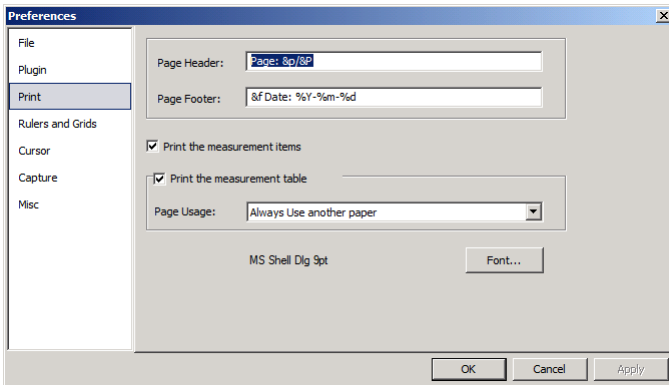 Preferences
File
Plugin
Print
Rulers and Grids
Cursor
Capture
Misc
Page Header: Page: &p/&P
Page Footer: &f Date: %Y-%m-%d
Print the measurement items
Print the measurement table
Page Usage: Always Use another paper
MS Shell Dlg 9pt Font...
OK Cancel Apply